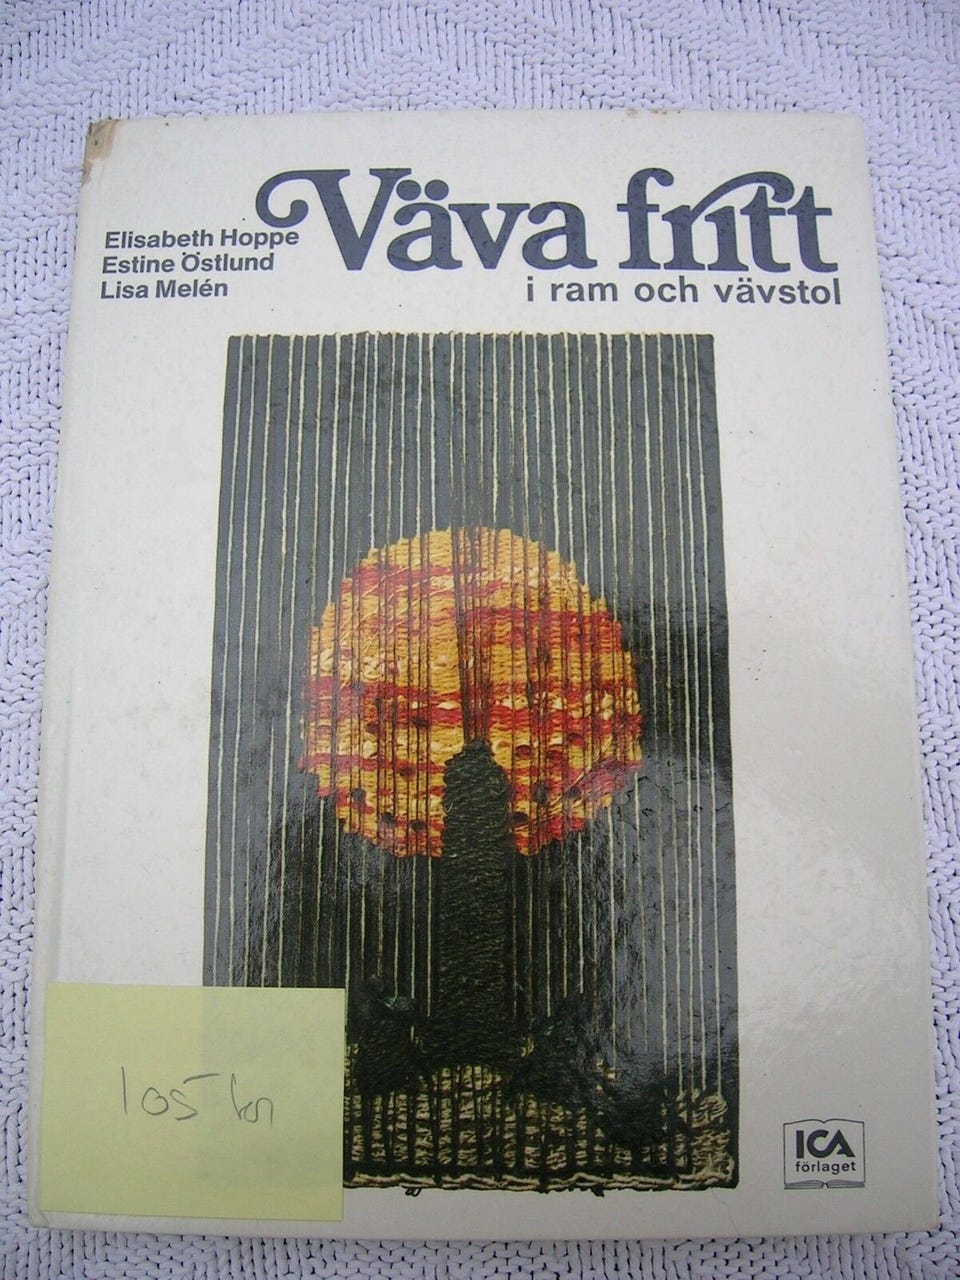 Väva fritt
i ram och vävstol
Elisabeth Hoppe
Estine Östlund
Lisa Melén
105 kr
ICA
förlaget